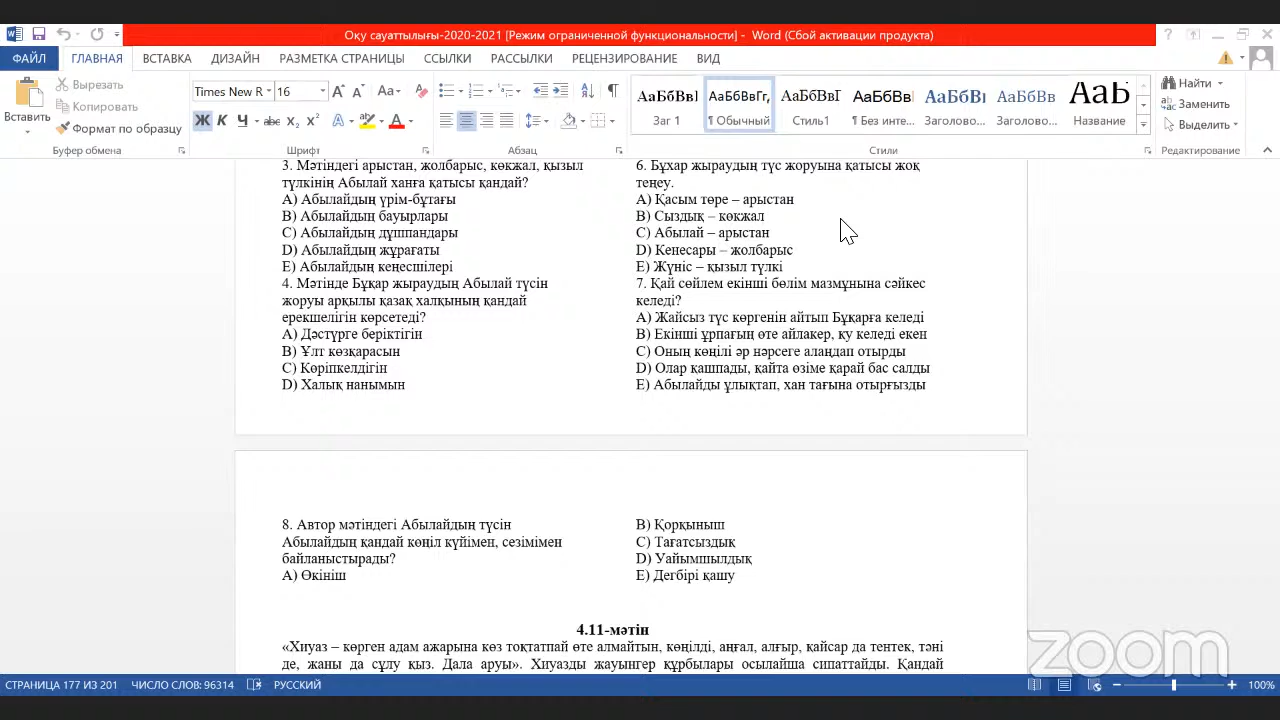 Оқу сауаттылығы-2020-2021 [Режим ограниченной функциональности] - Word (Сбой активации продукта)
ФАЙЛ ГЛАВНАЯ ВСТАВКА ДИЗАЙН РАЗМЕТКА СТРАНИЦЫ ССЫЛКИ РАССЫЛКИ РЕЦЕНЗИРОВАНИЕ ВИД
Вставить
Вырезать
Копировать
Формат по образцу
Буфер обмена
Times New R 16
Ж К Ч abc X₂ X²
Шрифт
Абзац
АаБбВвІ АаБбВвГг, АаБбВвГ АаБбВвІ АаБбВвІ АаБбВв АаБ
Заг 1 ¶ Обычный Стиль1 ¶ Без инте... Заголово... Заголово... Название
Стили
Найти
Заменить
Выделить
Редактирование
3. Мәтіндегі арыстан, жолбарыс, көкжал, қызыл
түлкінің Абылай ханға қатысы қандай?
A) Абылайдың үрім-бұтағы
B) Абылайдың бауырлары
C) Абылайдың дұшпандары
D) Абылайдың жұрағаты
E) Абылайдың кеңесшілері
4. Мәтінде Бұқар жыраудың Абылай түсін
жоруы арқылы қазақ халқының қандай
ерекшелігін көрсетеді?
A) Дәстүрге беріктігін
B) Ұлт көзқарасын
C) Көріпкелдігін
D) Халық нанымын
6. Бұхар жыраудың түс жоруына қатысы жоқ
теңеу.
A) Қасым төре – арыстан
B) Сыздық – көкжал
C) Абылай – арыстан
D) Кенесары – жолбарыс
E) Жүніс – қызыл түлкі
7. Қай сөйлем екінші бөлім мазмұнына сәйкес
келеді?
A) Жайсыз түс көргенін айтып Бұқарға келеді
B) Екінші ұрпағың өте айлакер, қу келеді екен
C) Оның көңілі әр нәрсеге алаңдап отырды
D) Олар қашпады, қайта өзіме қарай бас салды
E) Абылайды ұлықтап, хан тағына отырғызды
8. Автор мәтіндегі Абылайдың түсін
Абылайдың қандай көңіл күйімен, сезімімен
байланыстырады?
A) Өкініш
B) Қорқыныш
C) Тағатсыздық
D) Уайымшылдық
E) Дегбірі қашу
4.11-мәтін
«Хиуаз – көрген адам ажарына көз тоқтатпай өте алмайтын, көңілді, аңғал, алғыр, қайсар да тентек, тәні
де, жаны да сұлу қыз. Дала аруы». Хиуазды жауынгер құрбылары осылайша сипаттайды. Қандай
zoom
СТРАНИЦА 177 ИЗ 201 ЧИСЛО СЛОВ: 96314 РУССКИЙ 100%